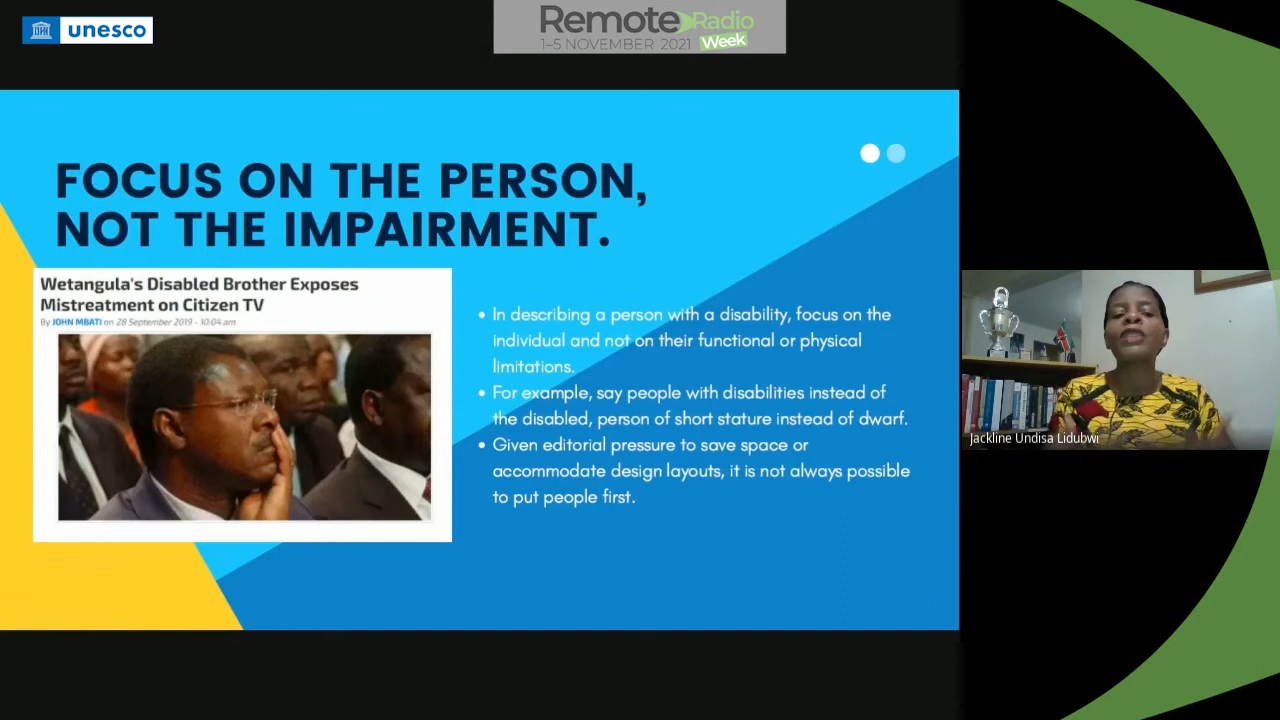 unesco
Remote Radio
1–5 NOVEMBER 2021 Week
FOCUS ON THE PERSON,
NOT THE IMPAIRMENT.
Wetangula's Disabled Brother Exposes
Mistreatment on Citizen TV
By JOHN MBATI on 28 September 2019 - 10:04 am
• In describing a person with a disability, focus on the
individual and not on their functional or physical
limitations.
• For example, say people with disabilities instead of
the disabled, person of short stature instead of dwarf.
• Given editorial pressure to save space or
accommodate design layouts, it is not always possible
to put people first.
Jackline Undisa Lidubwi